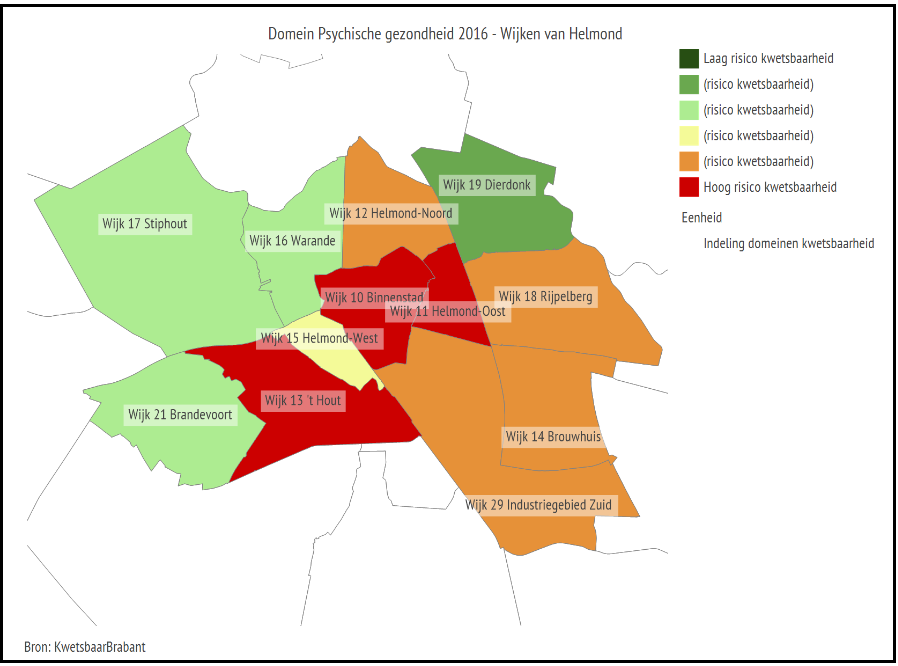 Domein Psychische gezondheid 2016 - Wijken van Helmond
Laag risico kwetsbaarheid
(risico kwetsbaarheid)
(risico kwetsbaarheid)
(risico kwetsbaarheid)
(risico kwetsbaarheid)
Hoog risico kwetsbaarheid
Eenheid
Indeling domeinen kwetsbaarheid
Wijk 19 Dierdonk
Wijk 12 Helmond-Noord
Wijk 17 Stiphout
Wijk 16 Warande
Wijk 10 Binnenstad
Wijk 18 Rijpelberg
Wijk 11 Helmond-Oost
Wijk 15 Helmond-West
Wijk 13 't Hout
Wijk 21 Brandevoort
Wijk 14 Brouwhuis
Wijk 29 Industriegebied Zuid
Bron: KwetsbaarBrabant